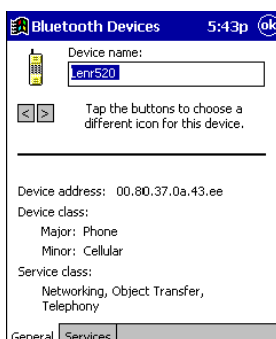 Bluetooth Devices 5:43p ok
Device name:
Lenr520
< >
Tap the buttons to choose a
different icon for this device.
Device address: 00.80.37.0a.43.ee
Device class:
Major: Phone
Minor: Cellular
Service class:
Networking, Object Transfer,
Telephony
General Services